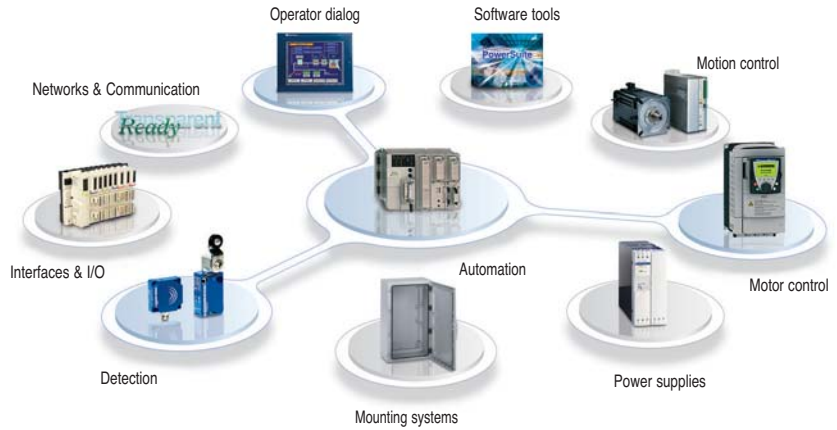 Operator dialog
Software tools
Motion control
Networks & Communication
Transparent
Ready
PowerSuite
Interfaces & I/O
Automation
Motor control
Detection
Power supplies
Mounting systems